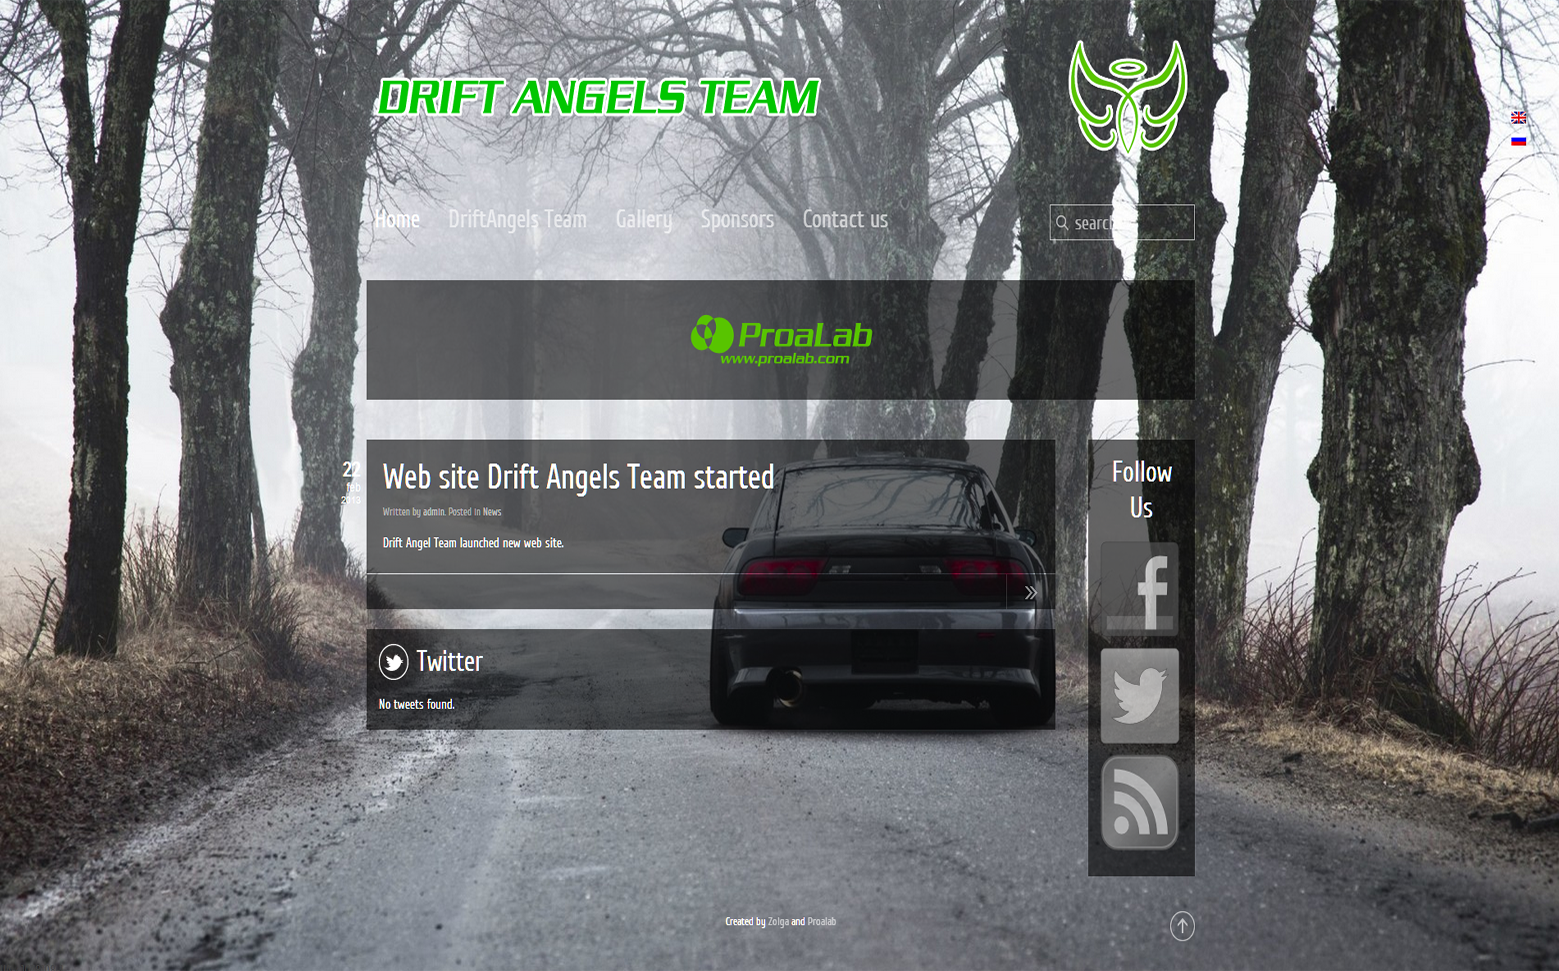 DRIFT ANGELS TEAM
Home DriftAngels Team Gallery Sponsors Contact us
search
ProaLab
www.proalab.com
22
feb
2013
Web site Drift Angels Team started
Written by admin. Posted in News
Drift Angel Team launched new web site.
Twitter
No tweets found.
Follow
Us
Created by Zolga and Proalab